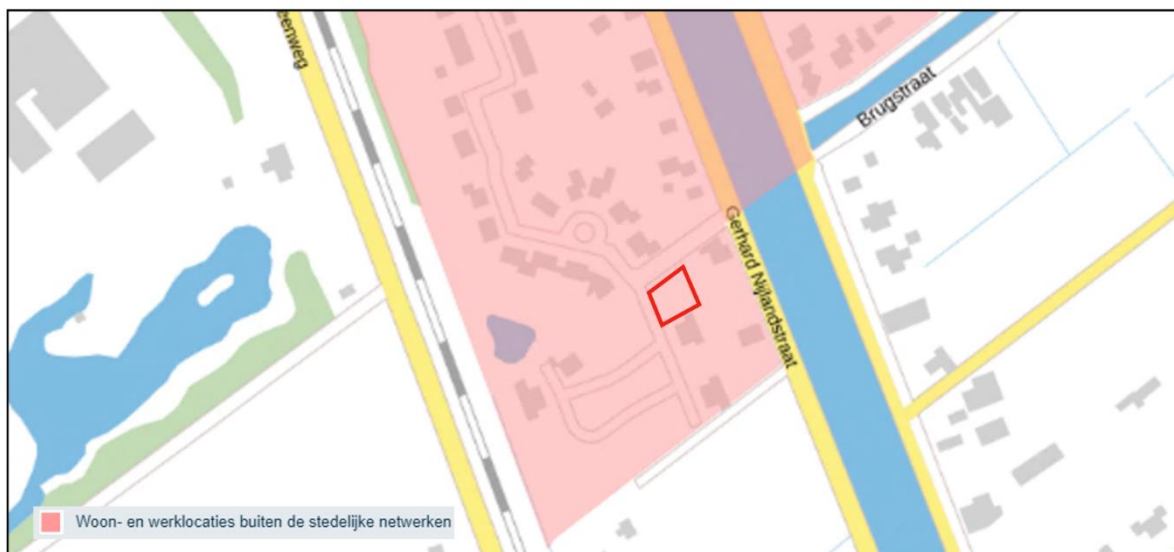 Brugstraat
Gerhard Nijlandstraat
Woon- en werklocaties buiten de stedelijke netwerken